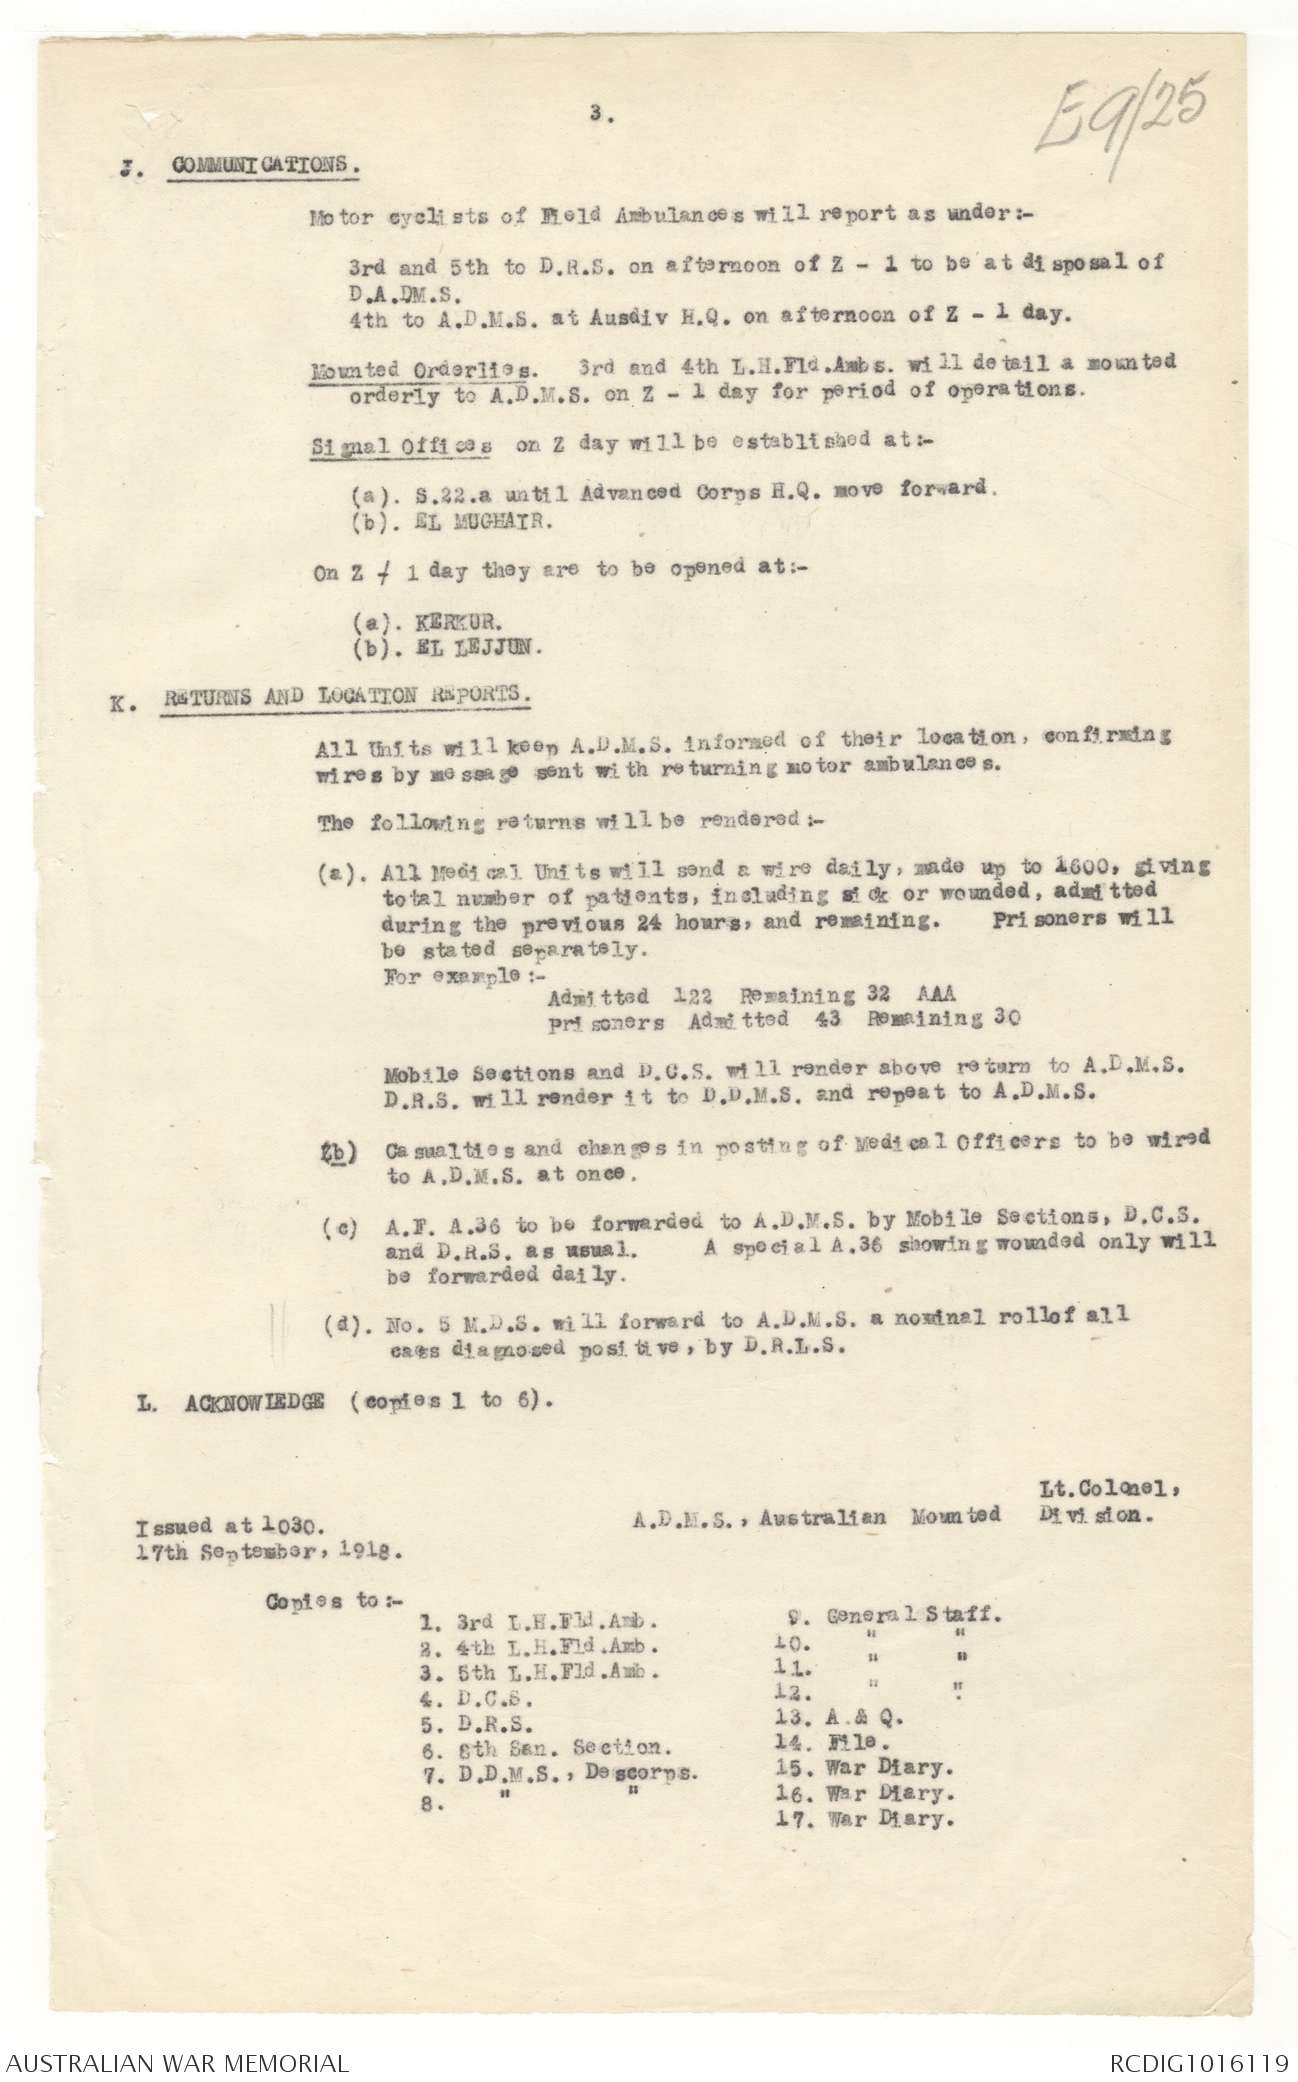 3.
E9/25
J. COMMUNICATIONS.
Motor cyclists of Field Ambulances will report as under:-
3rd and 5th to D.R.S. on afternoon of Z - 1 to be at disposal of
D.A.DM.S.
4th to A.D.M.S. at Ausdiv H.Q. on afternoon of Z - 1 day.
Mounted Orderlies. 3rd and 4th L.H.Fld.Ambs. will detail a mounted
orderly to A.D.M.S. on Z - 1 day for period of operations.
Signal Offices on Z day will be established at:-
(a). S.22.a until Advanced Corps H.Q. move forward.
(b). EL MUGHAIR.
On Z + 1 day they are to be opened at:-
(a). KERKUR.
(b). EL LEJJUN.
K. RETURNS AND LOCATION REPORTS.
All Units will keep A.D.M.S. informed of their location, confirming
wires by message sent with returning motor ambulances.
The following returns will be rendered:-
(a). All Medical Units will send a wire daily, made up to 1600, giving
total number of patients, including sick or wounded, admitted
during the previous 24 hours, and remaining. Prisoners will
be stated separately.
For example:-
Admitted 122 Remaining 32 AAA
Prisoners Admitted 43 Remaining 30
Mobile Sections and D.C.S. will render above return to A.D.M.S.
D.R.S. will render it to D.D.M.S. and repeat to A.D.M.S.
(b) Casualties and changes in posting of Medical Officers to be wired
to A.D.M.S. at once.
(c) A.F. A.36 to be forwarded to A.D.M.S. by Mobile Sections, D.C.S.
and D.R.S. as usual. A special A.36 showing wounded only will
be forwarded daily.
(d). No. 5 M.D.S. will forward to A.D.M.S. a nominal rollof all
diagnosed positive, by D.R.L.S.
L. ACKNOWLEDGE (copies 1 to 6).
Lt.Colonel,
A.D.M.S., Australian Mounted Division.
Issued at 1030.
17th September, 1918.
Copies to:-
1. 3rd L.H.Fld.Amb.
2. 4th L.H.Fld.Amb.
3. 5th L.H.Fld.Amb.
4. D.C.S.
5. D.R.S.
6. 8th San. Section.
7. D.D.M.S., Descorps.
8. " "
9. General Staff.
10. " "
11. " "
12. " "
13. A & Q.
14. File.
15. War Diary.
16. War Diary.
17. War Diary.
AUSTRALIAN WAR MEMORIAL
RCDIG1016119